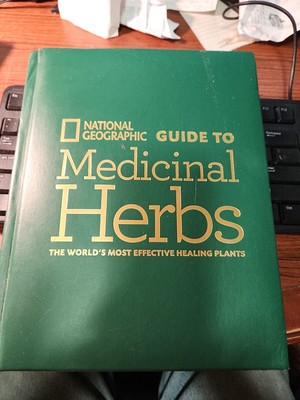 NATIONAL
GEOGRAPHIC GUIDE TO
Medicinal
Herbs
THE WORLD'S MOST EFFECTIVE HEALING PLANTS